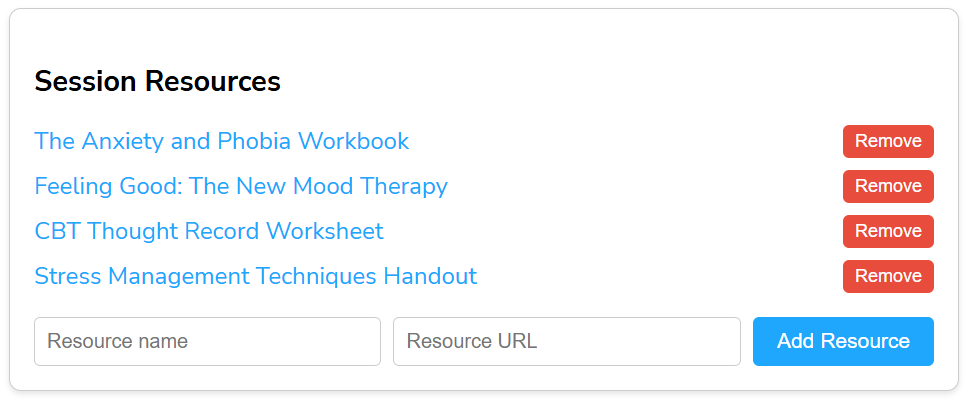 Session Resources
The Anxiety and Phobia Workbook Remove
Feeling Good: The New Mood Therapy Remove
CBT Thought Record Worksheet Remove
Stress Management Techniques Handout Remove
Resource name Resource URL Add Resource